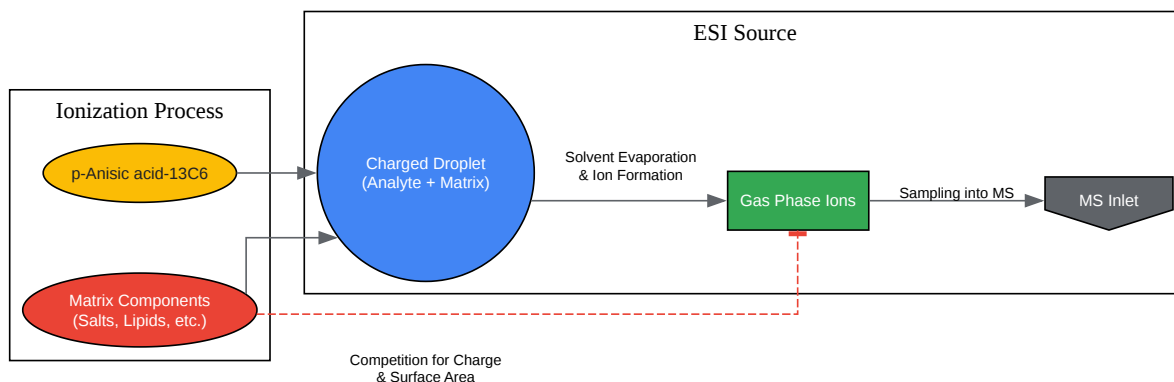 ESI Source
Ionization Process
p-Anisic acid-13C6
Charged Droplet
(Analyte + Matrix)
Solvent Evaporation
& Ion Formation
Gas Phase Ions
Sampling into MS
MS Inlet
Matrix Components
(Salts, Lipids, etc.)
Competition for Charge
& Surface Area